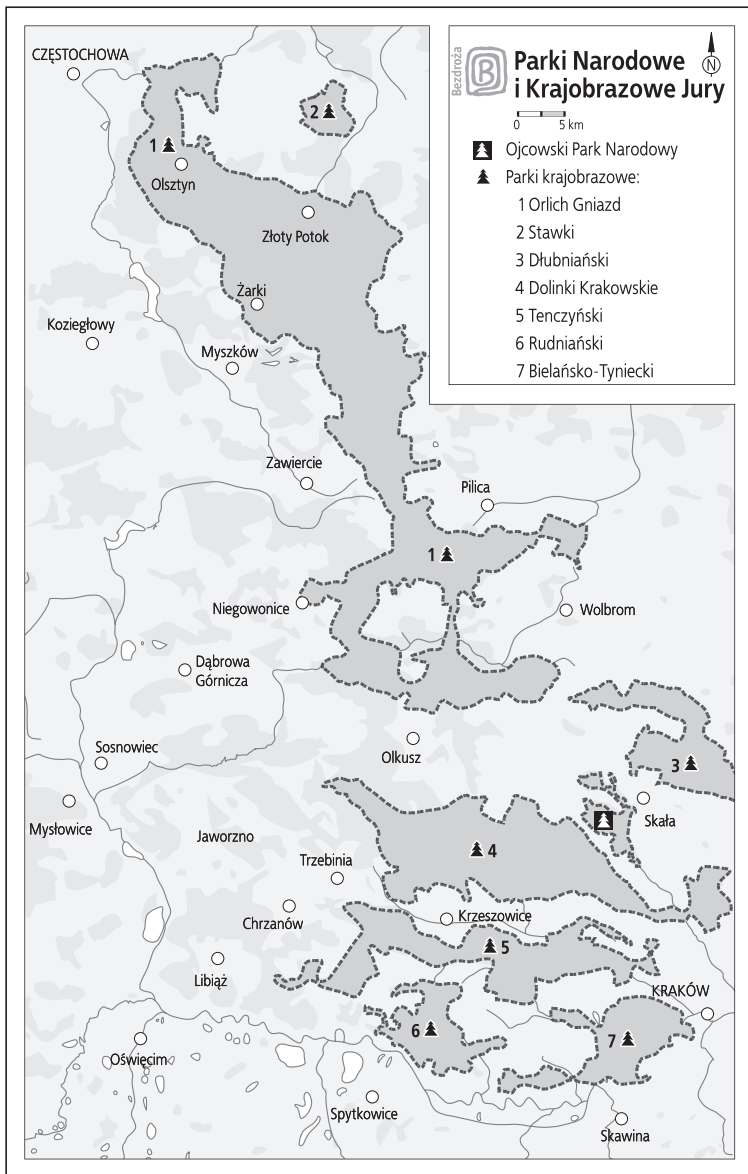 Bezdroża
B
Parki Narodowe
i Krajobrazowe Jury
N
0 5 km
Ojcowski Park Narodowy
Parki krajobrazowe:
1 Orlich Gniazd
2 Stawki
3 Dłubniański
4 Dolinki Krakowskie
5 Tenczyński
6 Rudniański
7 Bielańsko-Tyniecki
CZĘSTOCHOWA
2
1
Olsztyn
Złoty Potok
Żarki
Koziegłowy
Myszków
Zawiercie
Pilica
1
Niegowonice
Wolbrom
Dąbrowa
Górnicza
Olkusz
Sosnowiec
3
Mysłowice
Skała
Jaworzno
4
Trzebinia
Chrzanów
Krzeszowice
5
Libiąż
KRAKÓW
6
7
Oświęcim
Spytkowice
Skawina